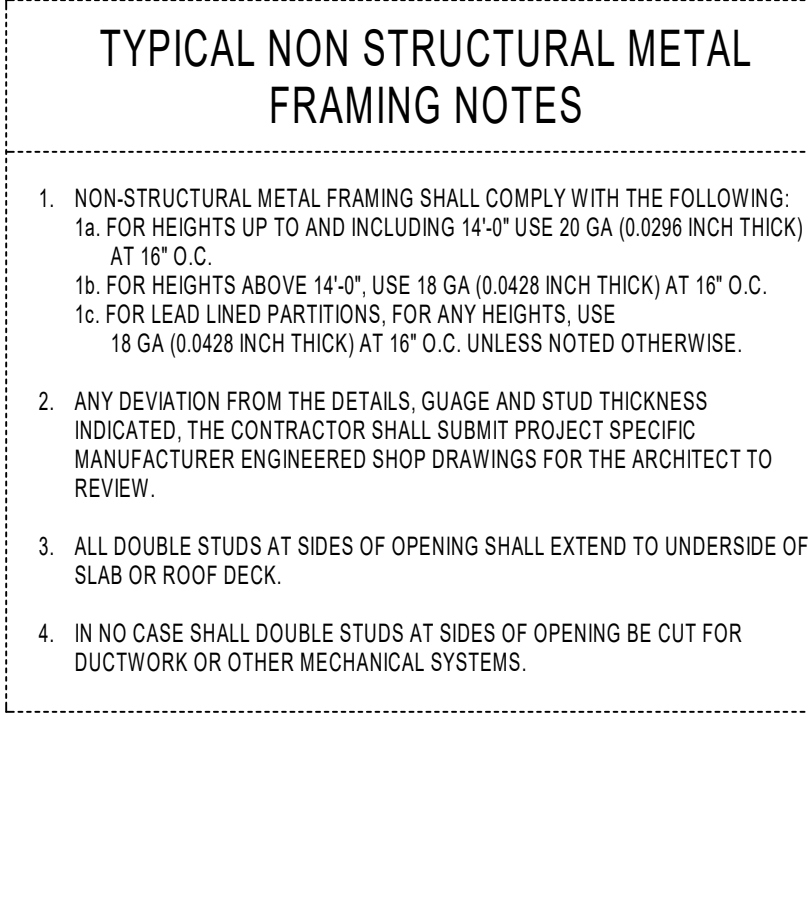 TYPICAL NON STRUCTURAL METAL
FRAMING NOTES
1. NON-STRUCTURAL METAL FRAMING SHALL COMPLY WITH THE FOLLOWING:
1a. FOR HEIGHTS UP TO AND INCLUDING 14'-0" USE 20 GA (0.0296 INCH THICK)
AT 16" O.C.
1b. FOR HEIGHTS ABOVE 14'-0", USE 18 GA (0.0428 INCH THICK) AT 16" O.C.
1c. FOR LEAD LINED PARTITIONS, FOR ANY HEIGHTS, USE
18 GA (0.0428 INCH THICK) AT 16" O.C. UNLESS NOTED OTHERWISE.
2. ANY DEVIATION FROM THE DETAILS, GUAGE AND STUD THICKNESS
INDICATED, THE CONTRACTOR SHALL SUBMIT PROJECT SPECIFIC
MANUFACTURER ENGINEERED SHOP DRAWINGS FOR THE ARCHITECT TO
REVIEW.
3. ALL DOUBLE STUDS AT SIDES OF OPENING SHALL EXTEND TO UNDERSIDE OF
SLAB OR ROOF DECK.
4. IN NO CASE SHALL DOUBLE STUDS AT SIDES OF OPENING BE CUT FOR
DUCTWORK OR OTHER MECHANICAL SYSTEMS.